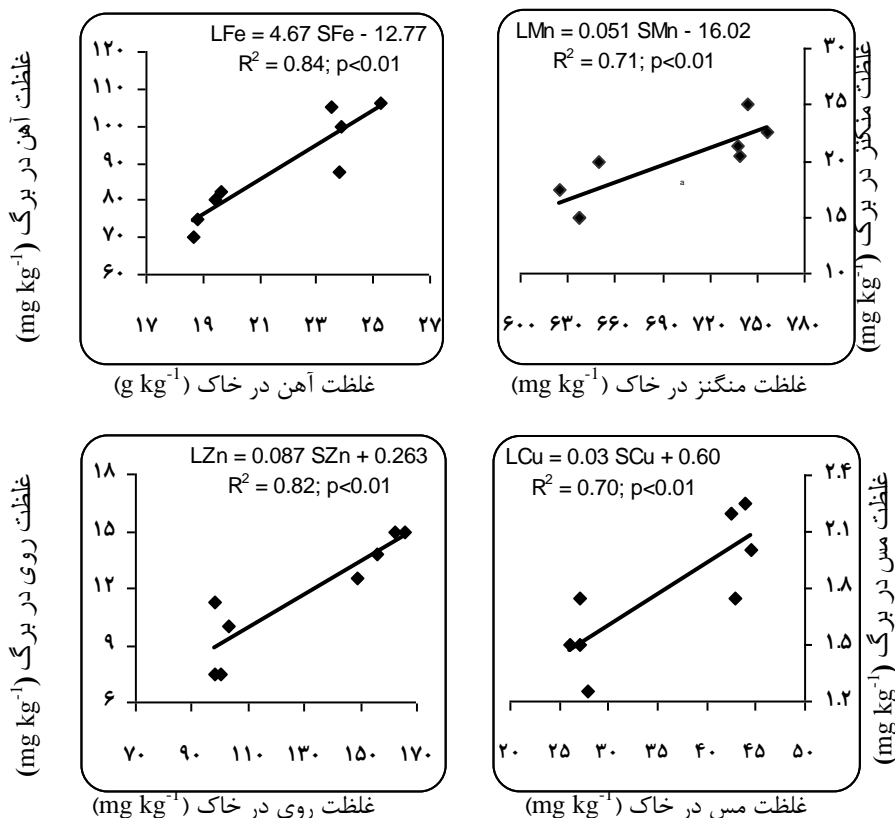 LFe = 4.67 SFe - 12.77
R² = 0.84; p<0.01
غلظت آهن در برگ (mg kg⁻¹)
۱۲۰
۱۱۰
۱۰۰
۹۰
۸۰
۷۰
۶۰
۱۷ ۱۹ ۲۱ ۲۳ ۲۵ ۲۷
غلظت آهن در خاک (g kg⁻¹)
LMn = 0.051 SMn - 16.02
R² = 0.71; p<0.01
غلظت منگنز در برگ (mg kg⁻¹)
۳۰
۲۵
۲۰
۱۵
۱۰
a
۶۰۰ ۶۳۰ ۶۶۰ ۶۹۰ ۷۲۰ ۷۵۰ ۷۸۰
غلظت منگنز در خاک (mg kg⁻¹)
LZn = 0.087 SZn + 0.263
R² = 0.82; p<0.01
غلظت روی در برگ (mg kg⁻¹)
۱۸
۱۵
۱۲
۹
۶
۷۰ ۹۰ ۱۱۰ ۱۳۰ ۱۵۰ ۱۷۰
غلظت روی در خاک (mg kg⁻¹)
LCu = 0.03 SCu + 0.60
R² = 0.70; p<0.01
غلظت مس در برگ (mg kg⁻¹)
۲.۴
۲.۱
۱.۸
۱.۵
۱.۲
۲۰ ۲۵ ۳۰ ۳۵ ۴۰ ۴۵ ۵۰
غلظت مس در خاک (mg kg⁻¹)